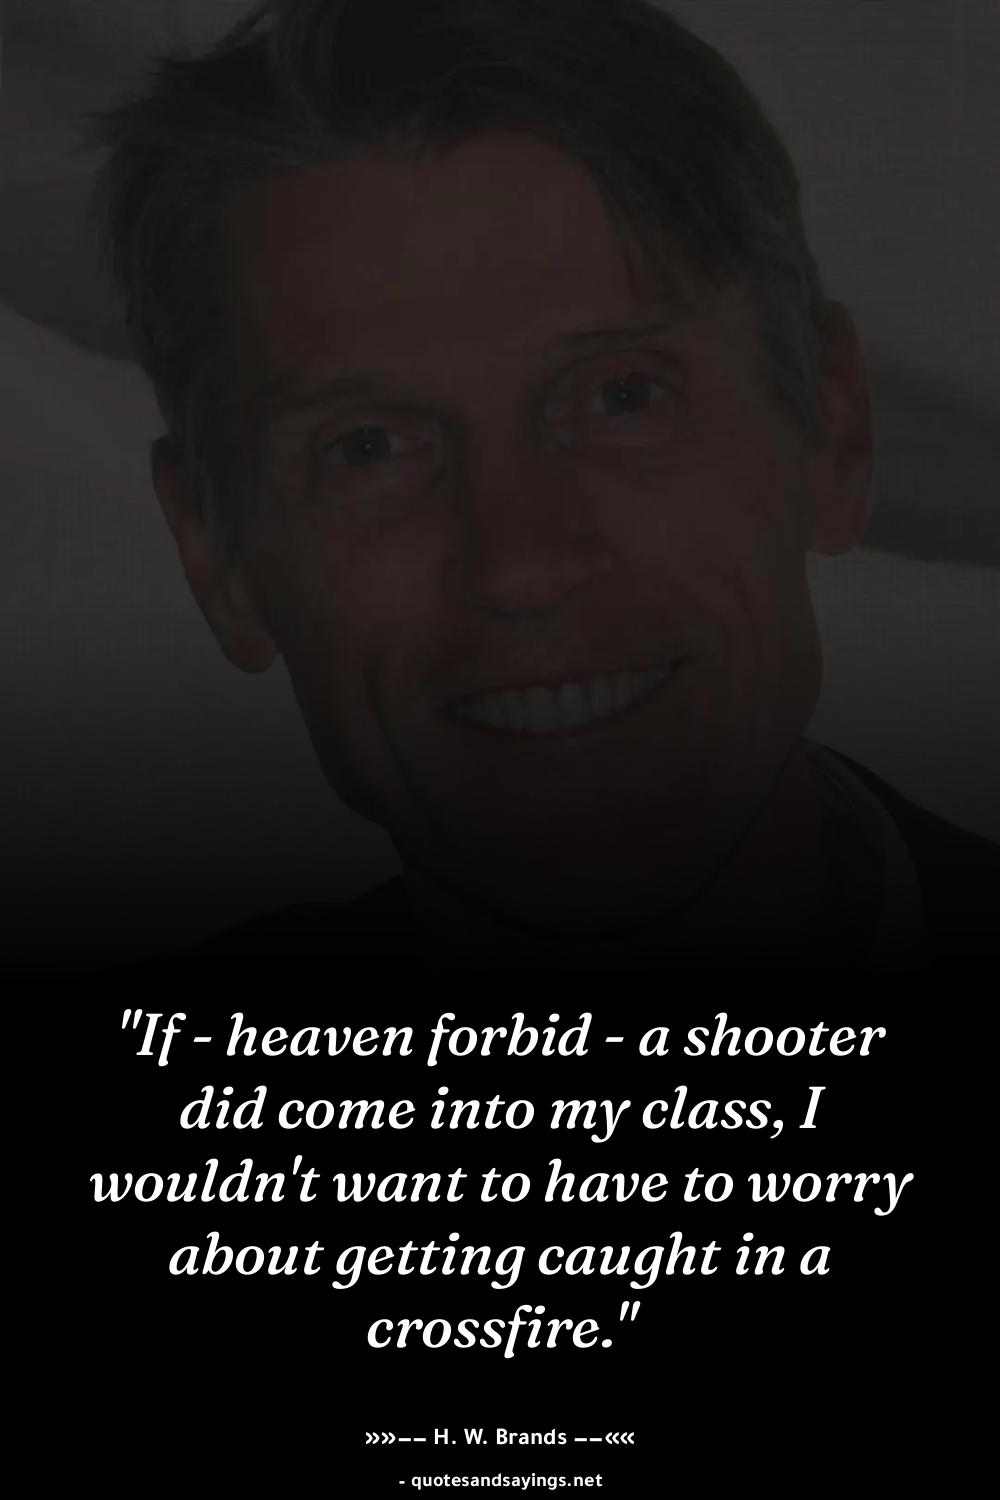 "If - heaven forbid - a shooter
did come into my class, I
wouldn't want to have to worry
about getting caught in a
crossfire."
»»–– H. W. Brands ––««
- quotesandsayings.net